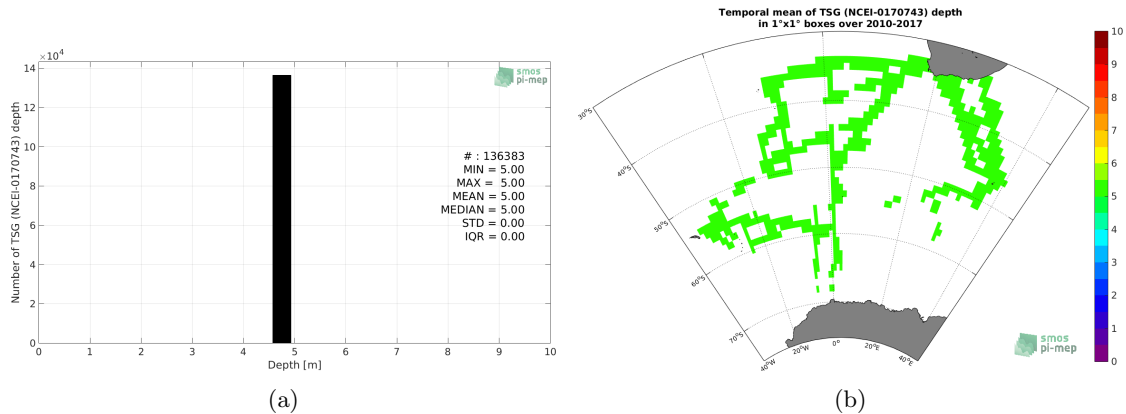 ×10⁴
14
12
10
8
6
4
2
0
Number of TSG (NCEI-0170743) depth
smos
pi-mep
# : 136383
MIN = 5.00
MAX = 5.00
MEAN = 5.00
MEDIAN = 5.00
STD = 0.00
IQR = 0.00
0 1 2 3 4 5 6 7 8 9 10
Depth [m]
(a)
Temporal mean of TSG (NCEI-0170743) depth
in 1°x1° boxes over 2010-2017
30°S
40°S
50°S
60°S
70°S
40°W
20°W
0°
20°E
40°E
smos
pi-mep
10
9
8
7
6
5
4
3
2
1
0
(b)